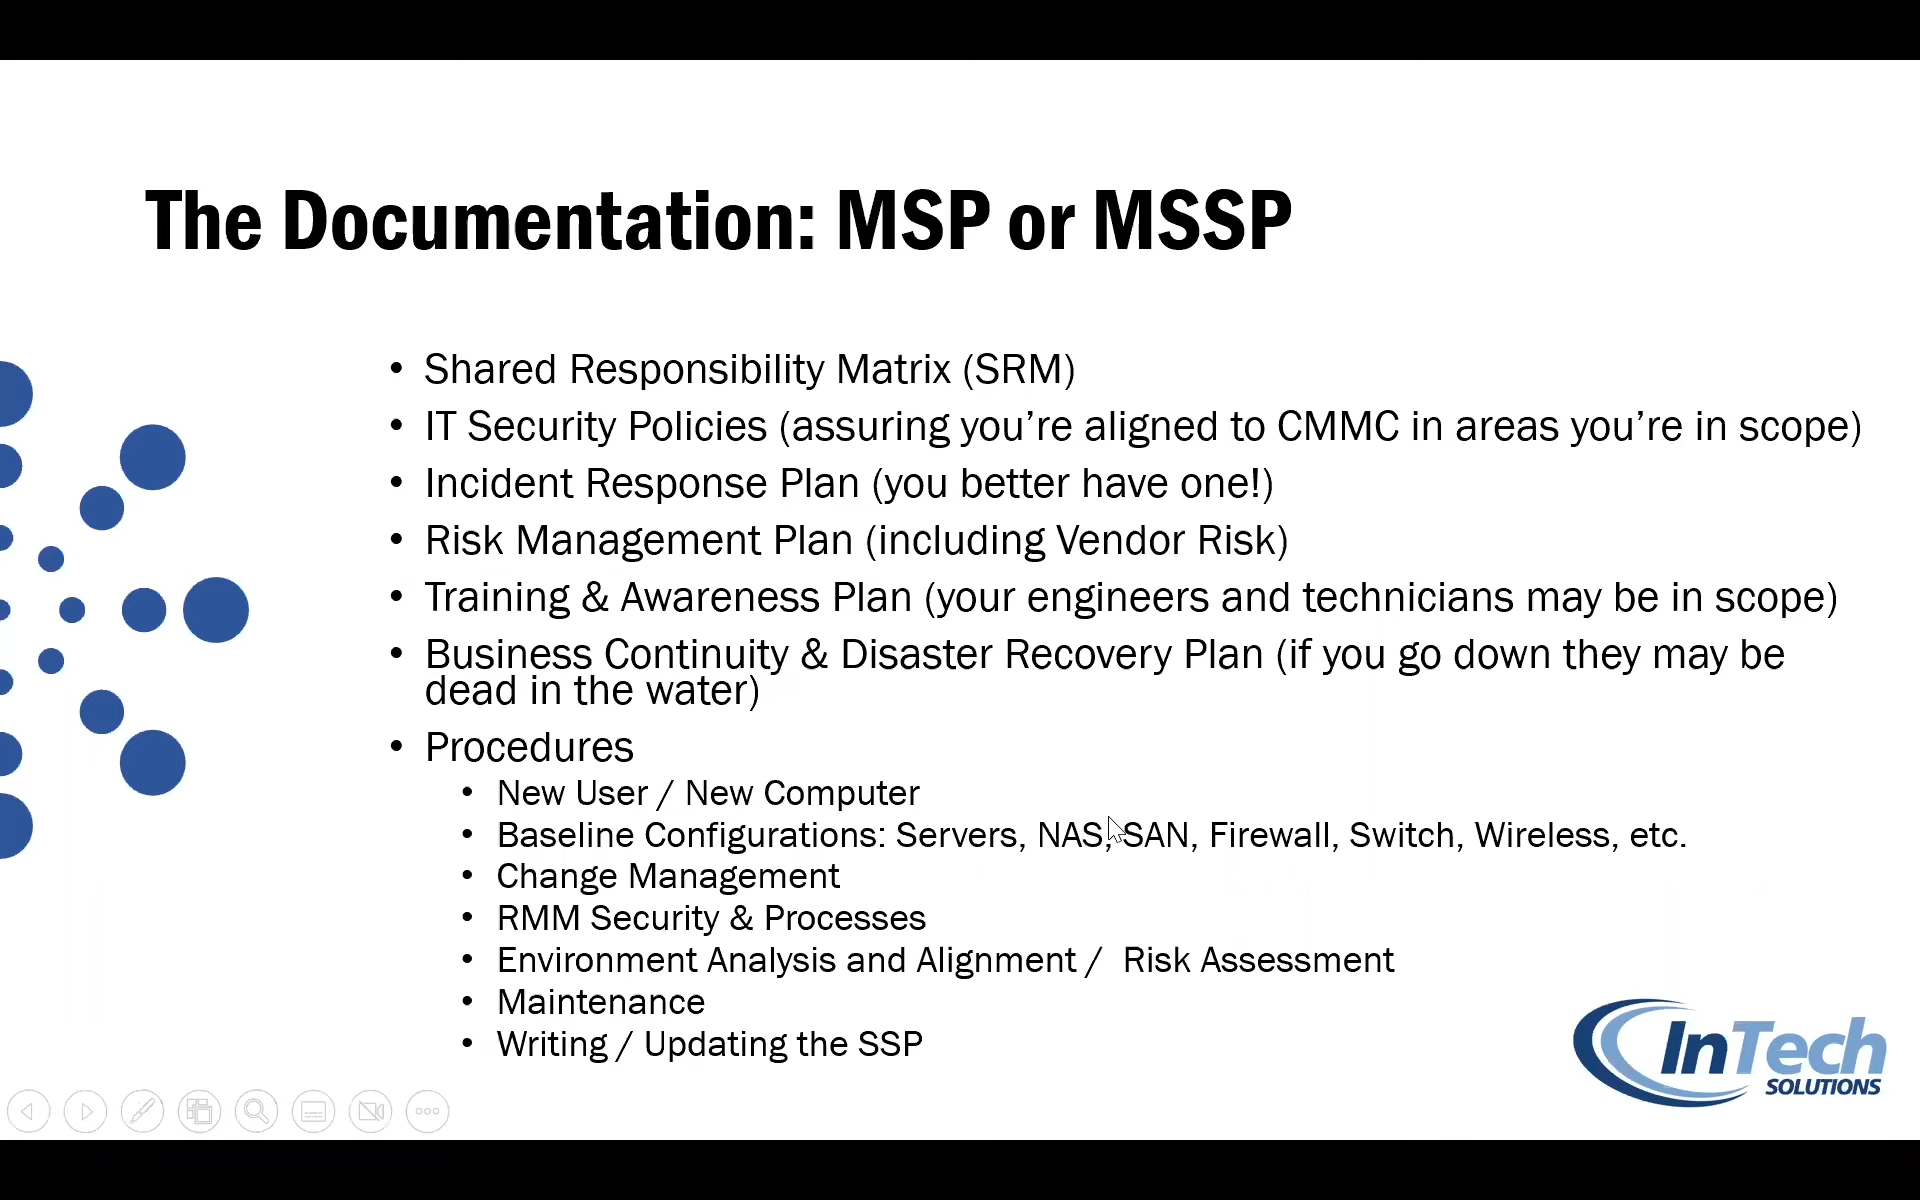 The Documentation: MSP or MSSP
• Shared Responsibility Matrix (SRM)
• IT Security Policies (assuring you’re aligned to CMMC in areas you’re in scope)
• Incident Response Plan (you better have one!)
• Risk Management Plan (including Vendor Risk)
• Training & Awareness Plan (your engineers and technicians may be in scope)
• Business Continuity & Disaster Recovery Plan (if you go down they may be
dead in the water)
• Procedures
• New User / New Computer
• Baseline Configurations: Servers, NAS, SAN, Firewall, Switch, Wireless, etc.
• Change Management
• RMM Security & Processes
• Environment Analysis and Alignment /  Risk Assessment
• Maintenance
• Writing / Updating the SSP
InTech
SOLUTIONS